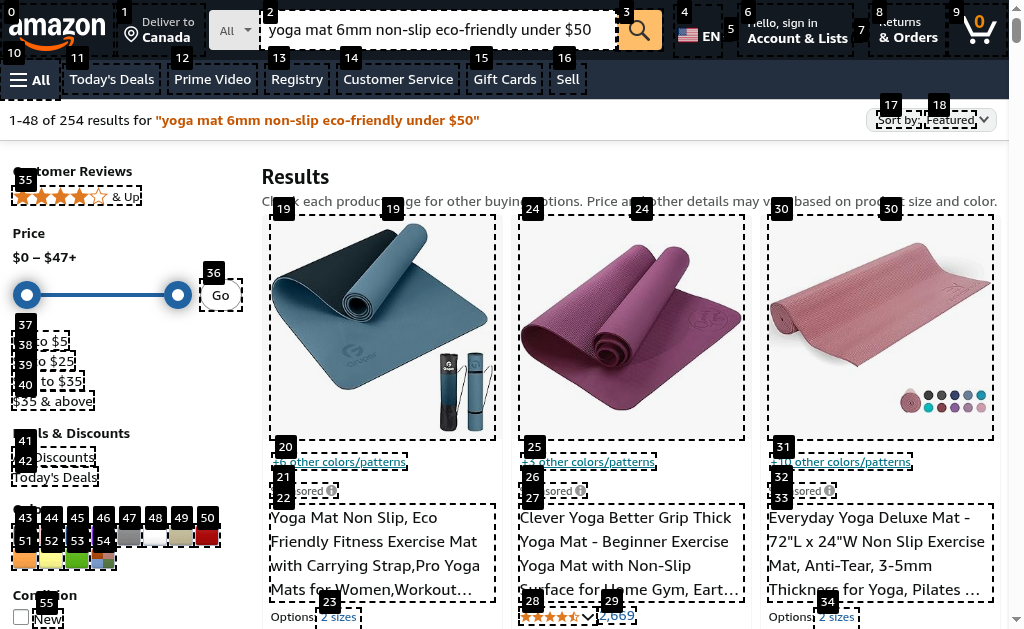 0
1
2
3
4
5
6
7
8
9
amazon
Deliver to
Canada
All
yoga mat 6mm non-slip eco-friendly under $50
EN
Hello, sign in
Account & Lists
Returns
& Orders
0
10
11
12
13
14
15
16
All
Today's Deals
Prime Video
Registry
Customer Service
Gift Cards
Sell
1-48 of 254 results for "yoga mat 6mm non-slip eco-friendly under $50"
17
18
Sort by:
Featured
35
Customer Reviews
& Up
Price
$0 – $47+
36
Go
37
38
to $5
39
to $25
40
to $35
$35 & above
41
& Discounts
42
Discounts
Today's Deals
43
44
45
46
47
48
49
50
51
52
53
54
Condition
55
New
Results
Check each product page for other buying options. Price and other details may vary based on product size and color.
19
19
24
24
30
30
20
+6 other colors/patterns
21
22
Yoga Mat Non Slip, Eco
Friendly Fitness Exercise Mat
with Carrying Strap,Pro Yoga
Mats for Women,Workout…
23
Options: 2 sizes
25
+3 other colors/patterns
26
27
Clever Yoga Better Grip Thick
Yoga Mat - Beginner Exercise
Yoga Mat with Non-Slip
Surface for Home Gym, Eart…
28
29
2,669
31
+10 other colors/patterns
32
33
Everyday Yoga Deluxe Mat -
72"L x 24"W Non Slip Exercise
Mat, Anti-Tear, 3-5mm
Thickness for Yoga, Pilates …
34
Options: 2 sizes